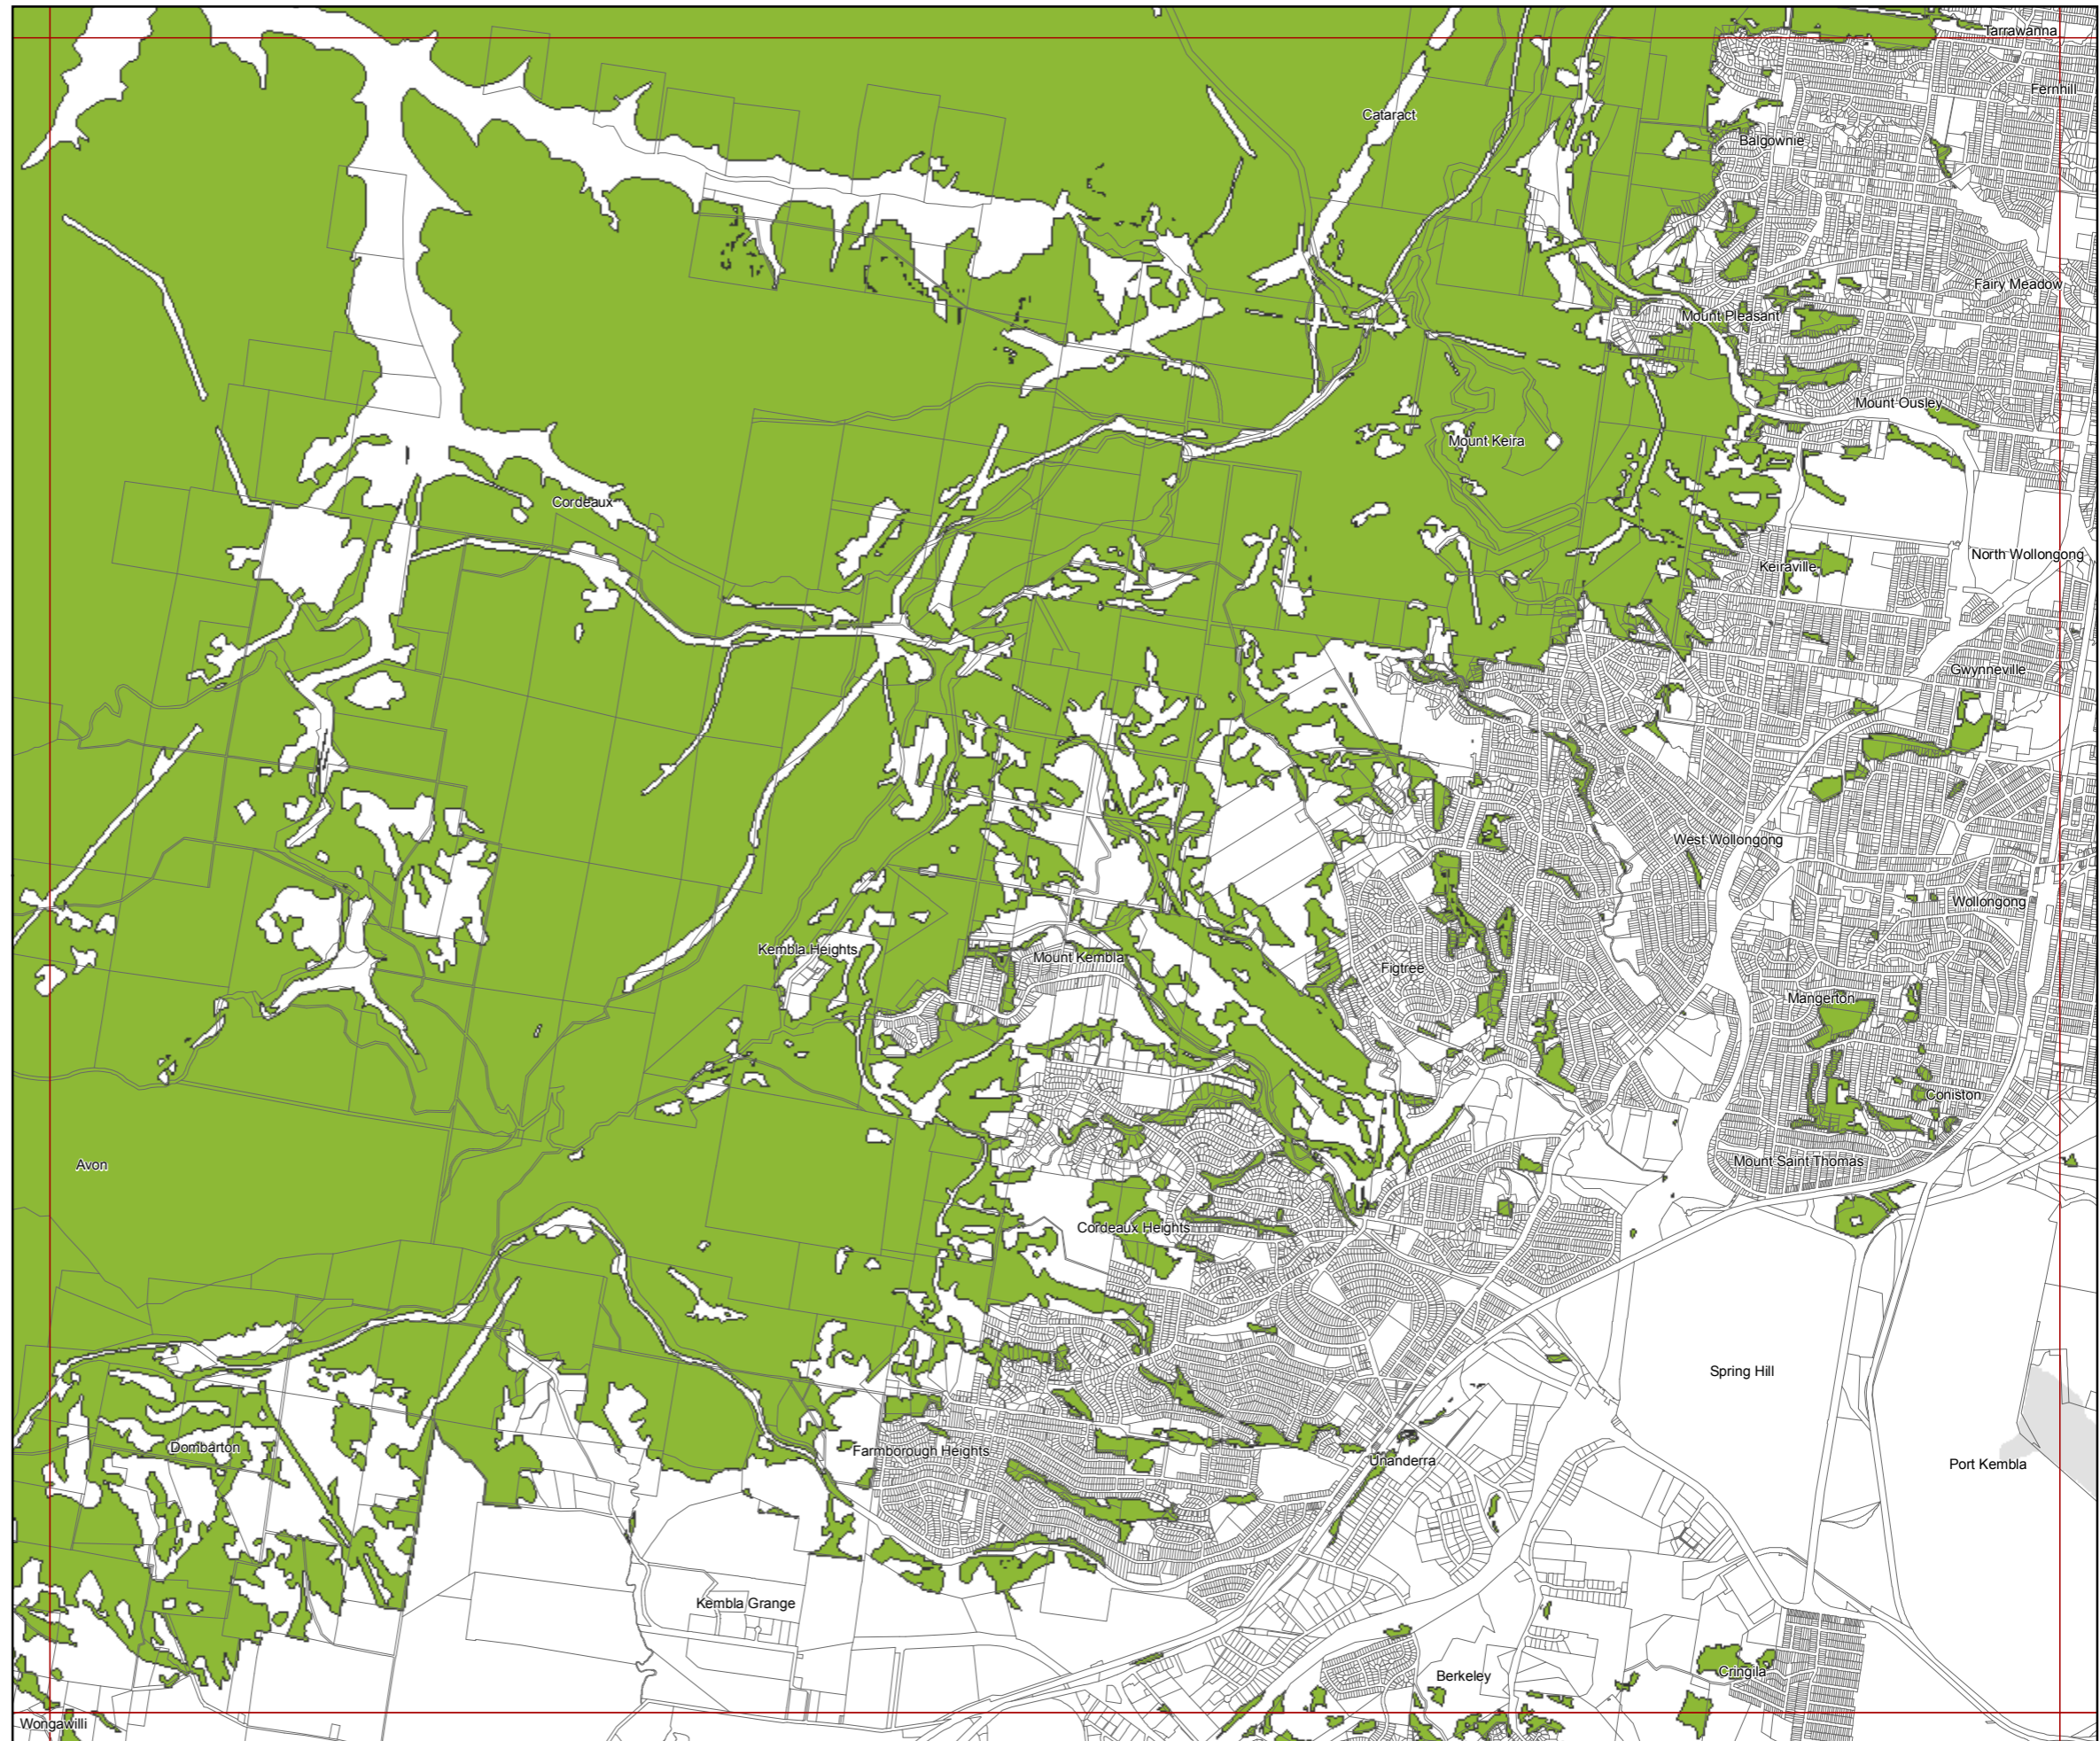 Tarrawanna
Fernhill
Cataract
Balgownie
Fairy Meadow
Mount Pleasant
Mount Ousley
Mount Keira
Cordeaux
North Wollongong
Keiraville
Gwynneville
West Wollongong
Wollongong
Kembla Heights
Mount Kembla
Figtree
Mangerton
Coniston
Avon
Mount Saint Thomas
Cordeaux Heights
Spring Hill
Dombarton
Farmborough Heights
Unanderra
Port Kembla
Kembla Grange
Berkeley
Cringila
Wongawilli